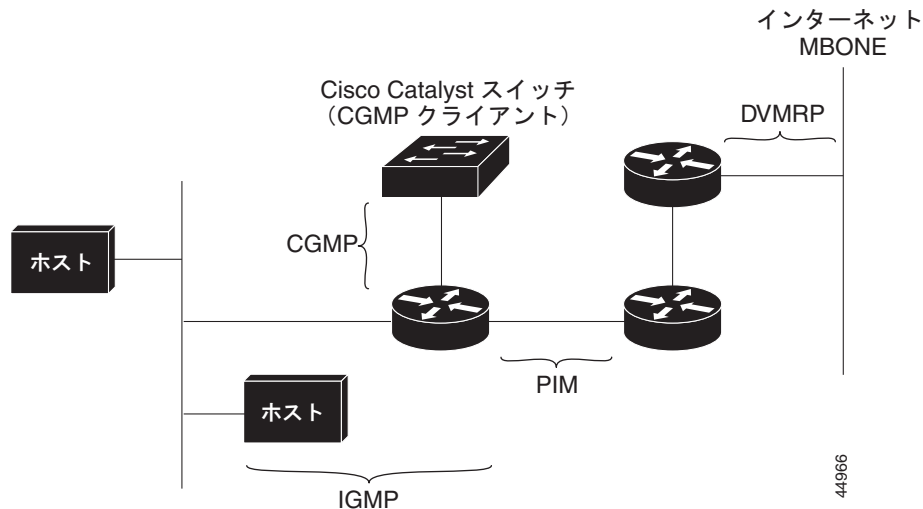 インターネット
MBONE
Cisco Catalyst スイッチ
（CGMP クライアント）
DVMRP
CGMP
ホスト
PIM
ホスト
IGMP
44966